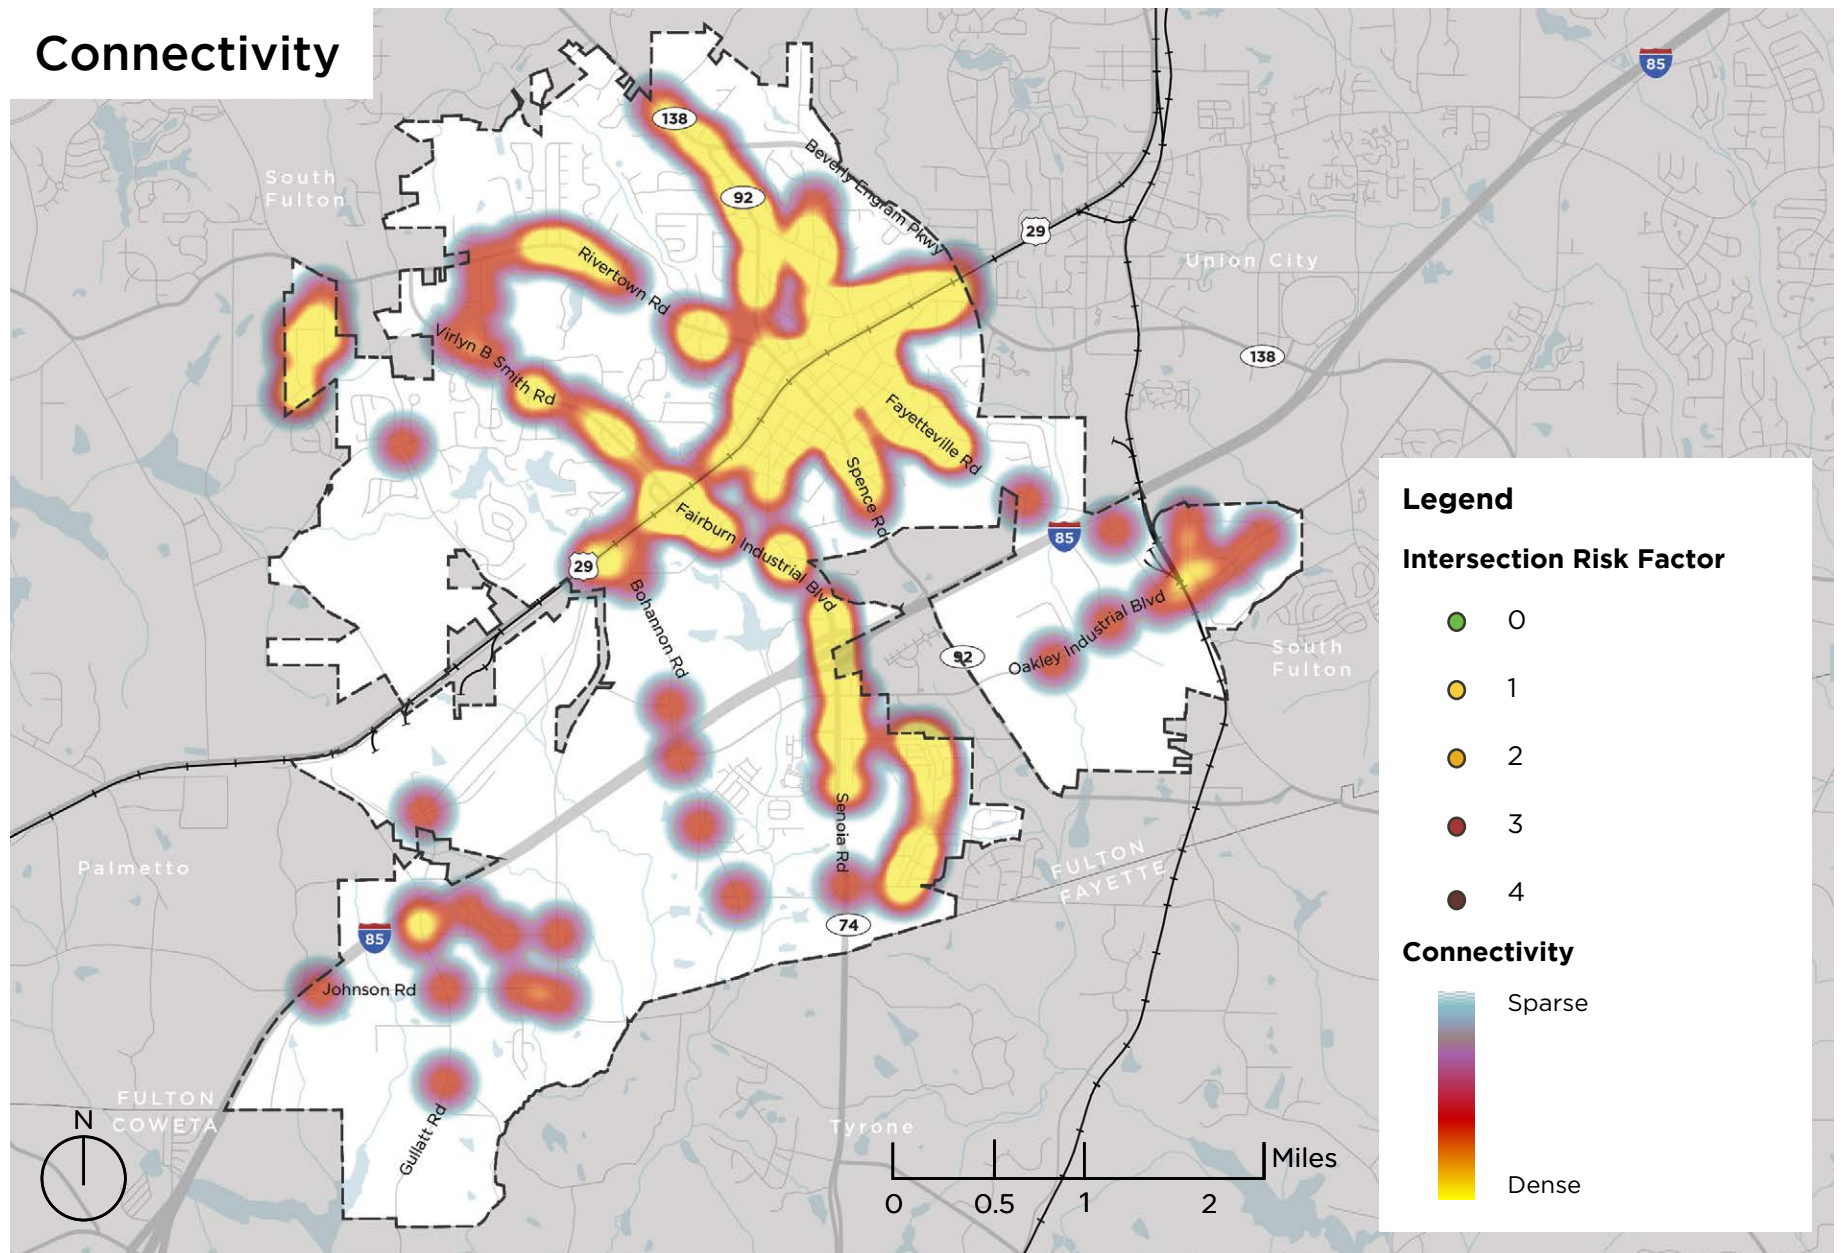 Connectivity
85
138
Beverly Engram Pkwy
South
Fulton
92
29
Union City
Rivertown Rd
Virlyn B Smith Rd
138
Fayetteville Rd
Spence Rd
Fairburn Industrial Blvd
85
29
Bohannon Rd
Oakley Industrial Blvd
92
South
Fulton
Senoia Rd
Palmetto
FULTON
FAYETTE
74
85
Johnson Rd
FULTON
COWETA
Gullatt Rd
Tyrone
N
Miles
0
0.5
1
2
Legend
Intersection Risk Factor
0
1
2
3
4
Connectivity
Sparse
Dense